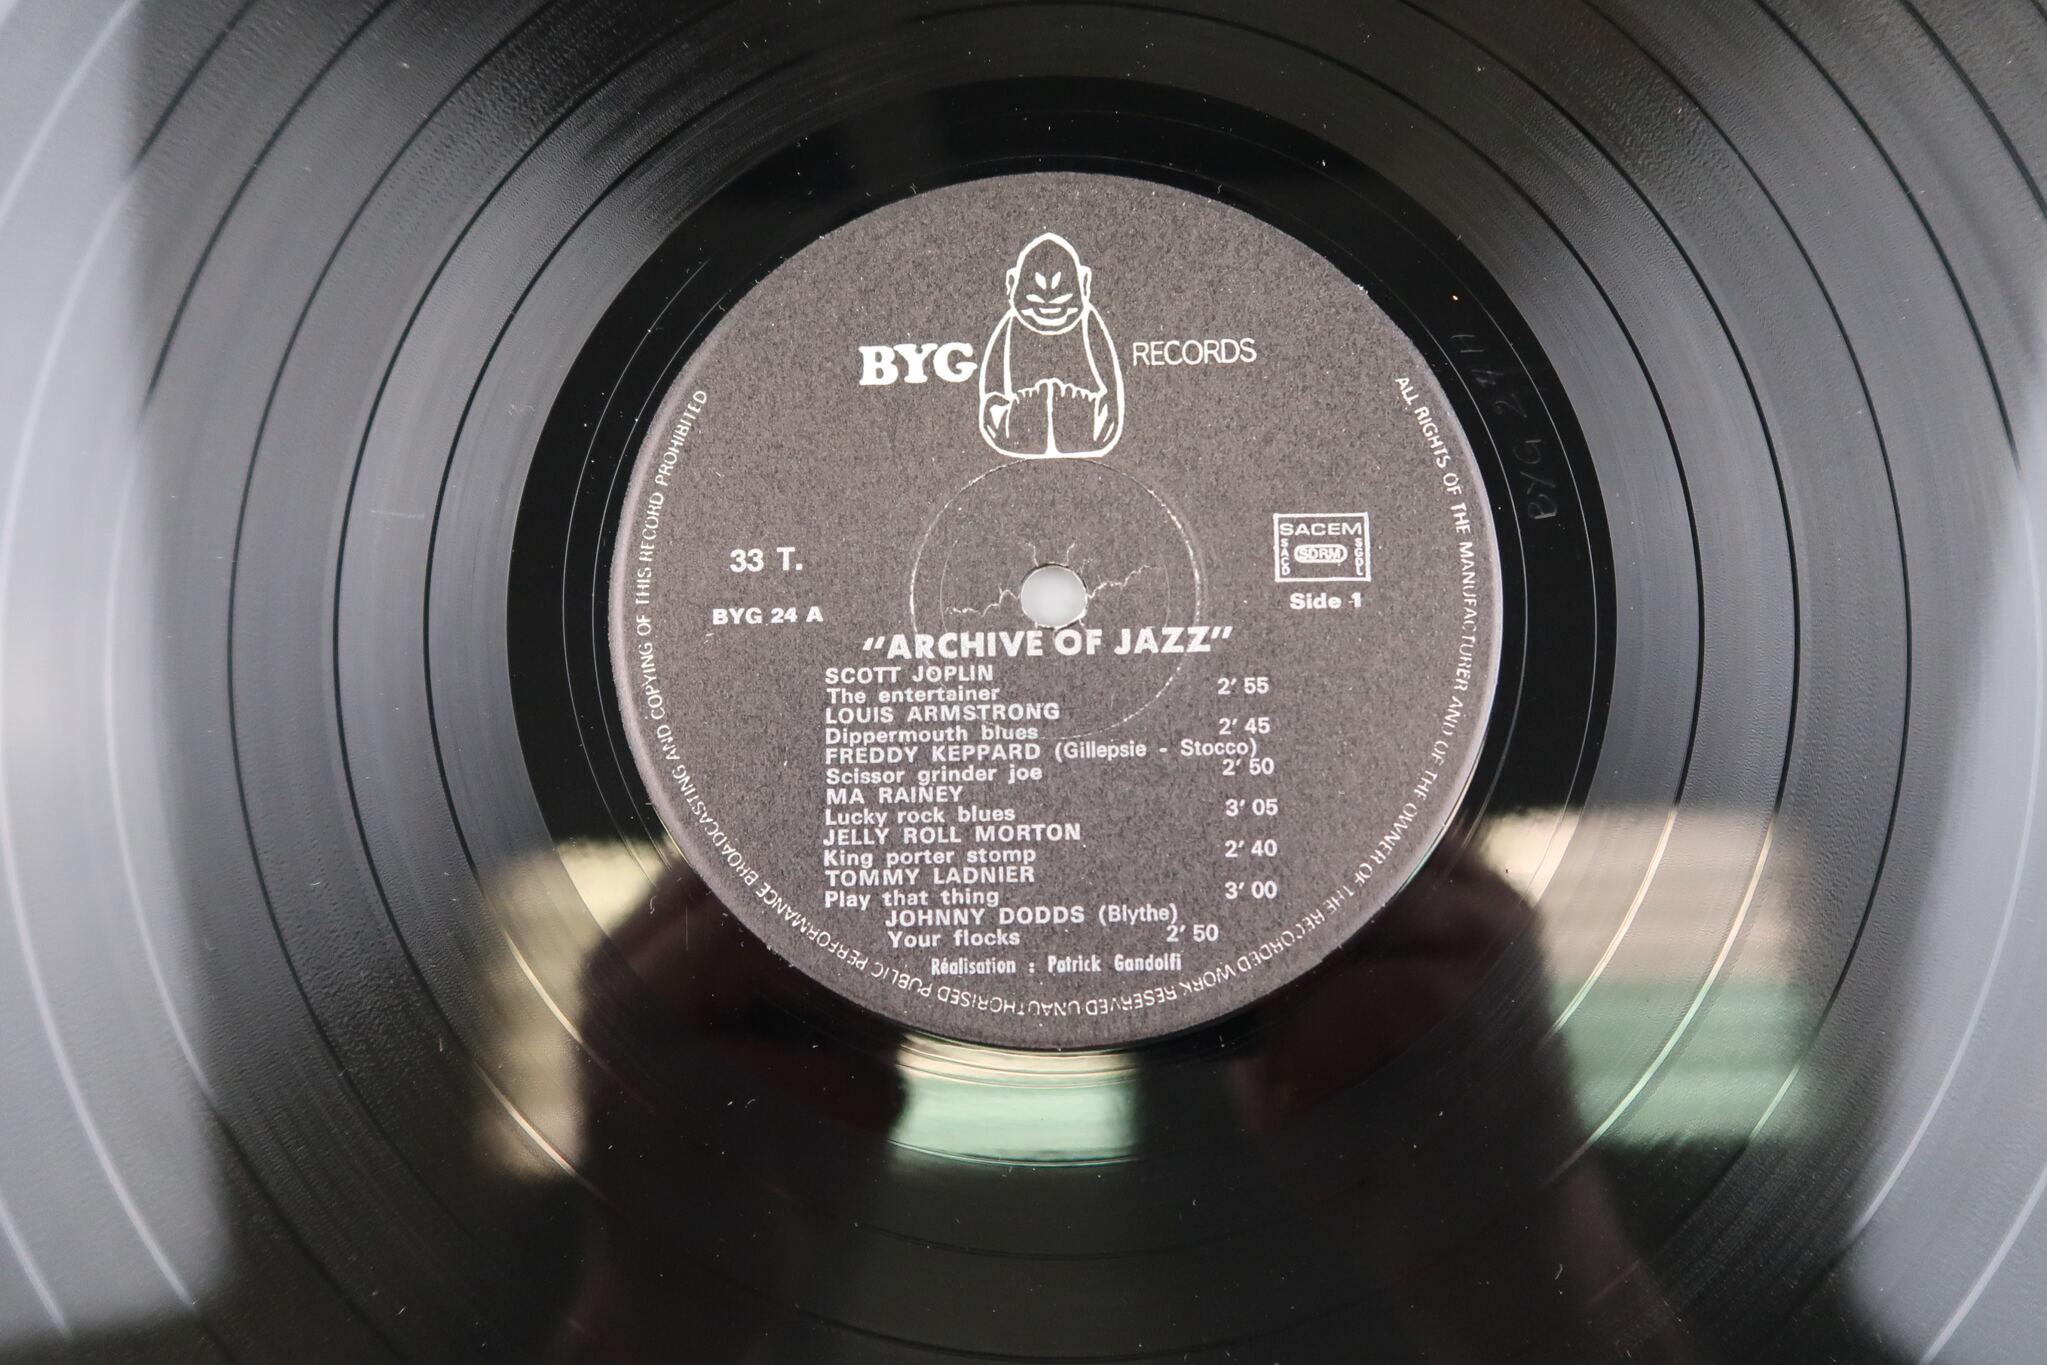 BYG RECORDS
SACEM
SACD SDRM SGDL
33 T.
Side 1
BYG 24 A
"ARCHIVE OF JAZZ"
SCOTT JOPLIN
The entertainer 2' 55
LOUIS ARMSTRONG
Dippermouth blues 2' 45
FREDDY KEPPARD (Gillepsie - Stocco)
Scissor grinder joe 2' 50
MA RAINEY
Lucky rock blues 3' 05
JELLY ROLL MORTON
King porter stomp 2' 40
TOMMY LADNIER
Play that thing 3' 00
JOHNNY DODDS (Blythe)
Your flocks 2' 50
Réalisation : Patrick Gandolfi
ALL RIGHTS OF THE MANUFACTURER AND OF THE OWNER OF THE RECORDED WORK RESERVED·UNAUTHORISED PUBLIC PERFORMANCE BROADCASTING AND COPYING OF THIS RECORD PROHIBITED